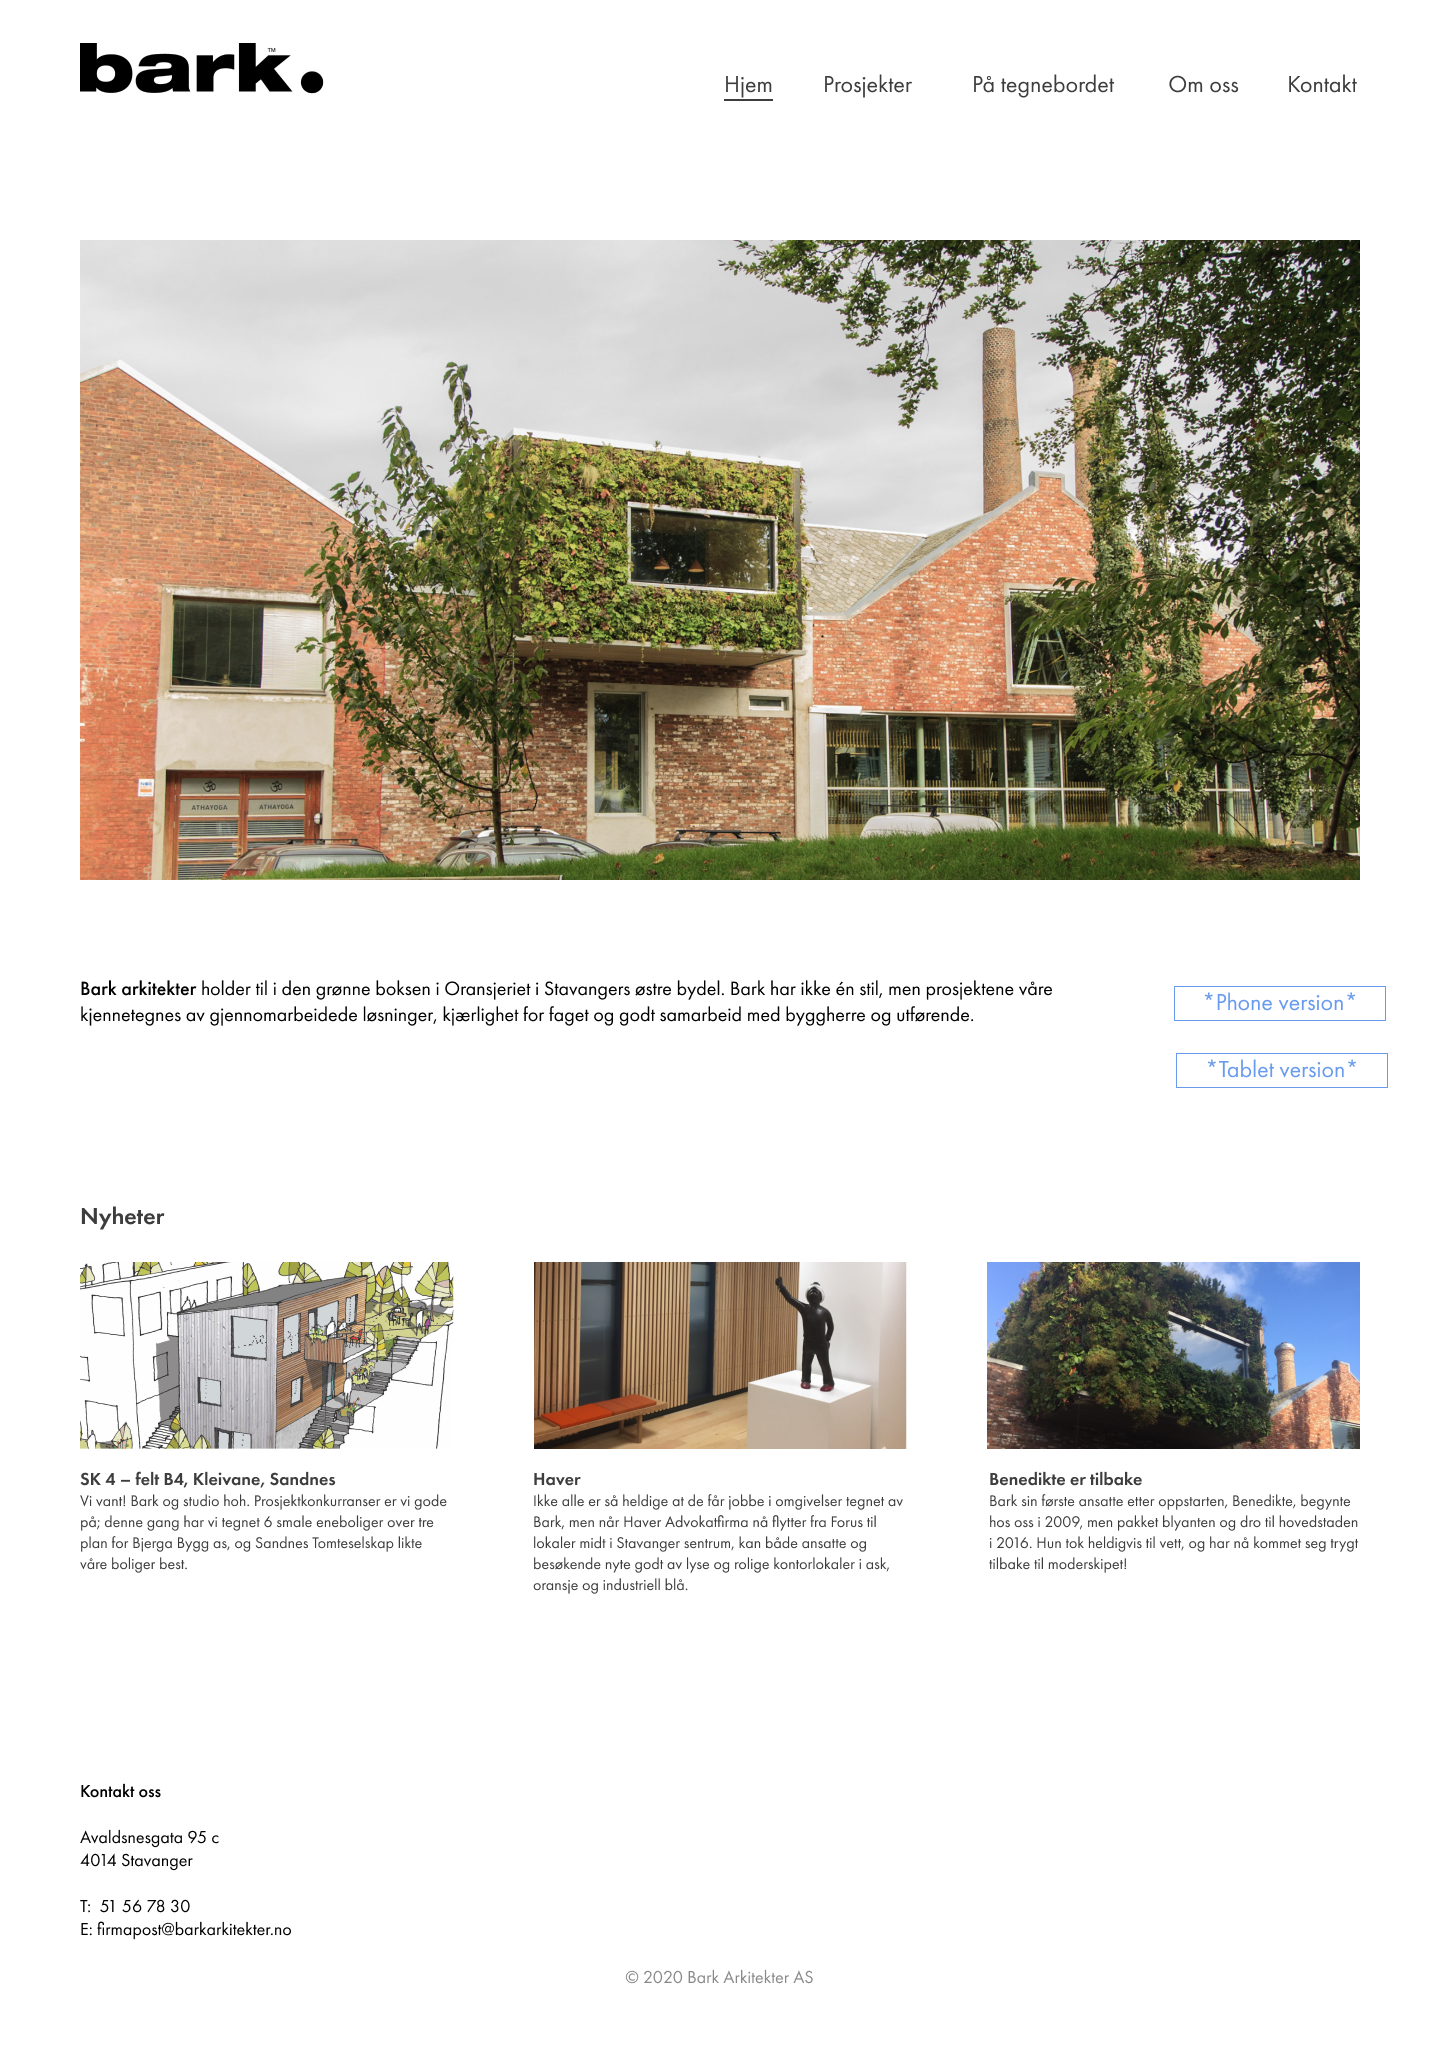 bark.™
Hjem Prosjekter På tegnebordet Om oss Kontakt
ATHAYOGA ATHAYOGA
Bark arkitekter holder til i den grønne boksen i Oransjeriet i Stavangers østre bydel. Bark har ikke én stil, men prosjektene våre
kjennetegnes av gjennomarbeidede løsninger, kjærlighet for faget og godt samarbeid med byggherre og utførende.
*Phone version*
*Tablet version*
Nyheter
SK 4 – felt B4, Kleivane, Sandnes
Vi vant! Bark og studio hoh. Prosjektkonkurranser er vi gode
på; denne gang har vi tegnet 6 smale eneboliger over tre
plan for Bjerga Bygg as, og Sandnes Tomteselskap likte
våre boliger best.
Haver
Ikke alle er så heldige at de får jobbe i omgivelser tegnet av
Bark, men når Haver Advokatfirma nå flytter fra Forus til
lokaler midt i Stavanger sentrum, kan både ansatte og
besøkende nyte godt av lyse og rolige kontorlokaler i ask,
oransje og industriell blå.
Benedikte er tilbake
Bark sin første ansatte etter oppstarten, Benedikte, begynte
hos oss i 2009, men pakket blyanten og dro til hovedstaden
i 2016. Hun tok heldigvis til vett, og har nå kommet seg trygt
tilbake til moderskipet!
Kontakt oss
Avaldsnesgata 95 c
4014 Stavanger
T:  51 56 78 30
E: firmapost@barkarkitekter.no
© 2020 Bark Arkitekter AS